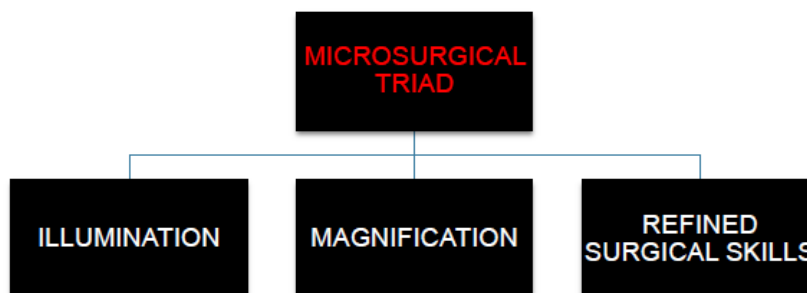 MICROSURGICAL
TRIAD
ILLUMINATION
MAGNIFICATION
REFINED
SURGICAL SKILLS